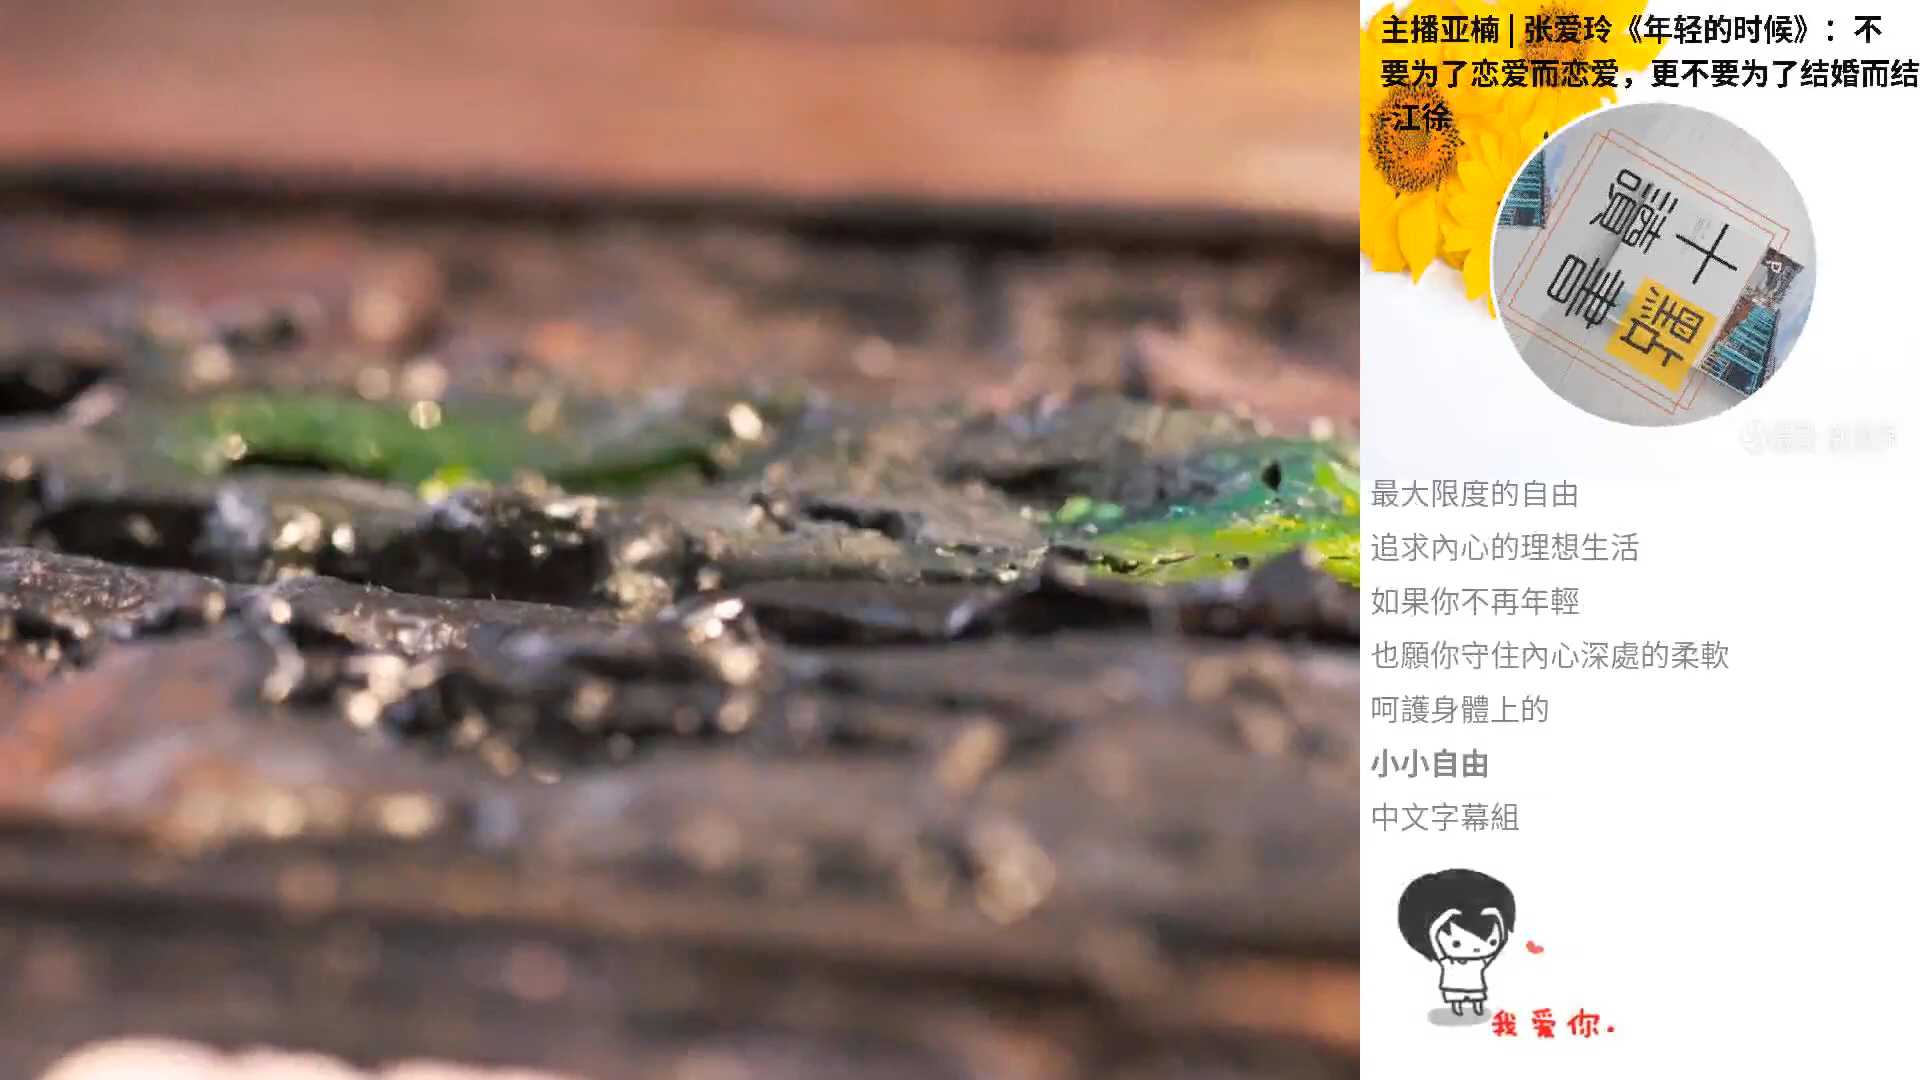 主播亚楠 | 张爱玲《年轻的时候》：不
要为了恋爱而恋爱，更不要为了结婚而结
-江徐
十點
讀書
最大限度的自由
追求內心的理想生活
如果你不再年輕
也願你守住內心深處的柔軟
呵護身體上的
小小自由
中文字幕組
我爱你.